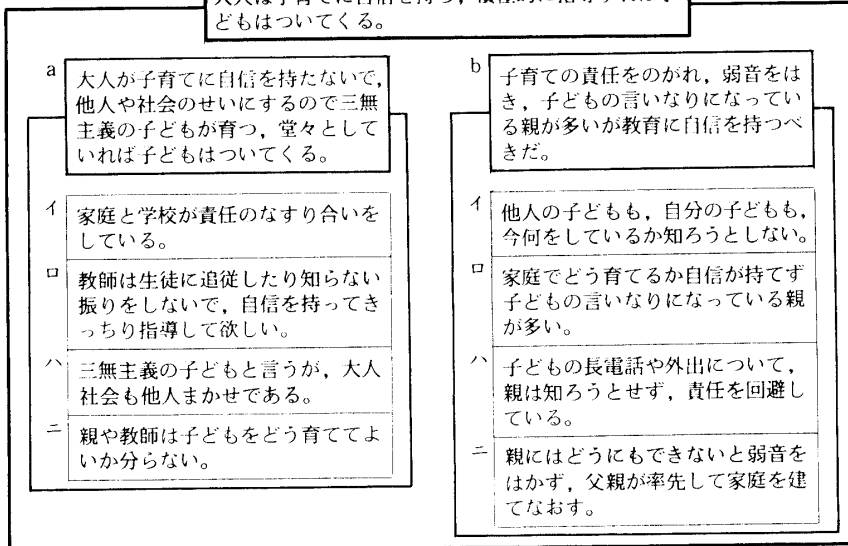 どもはついてくる。
a
大人が子育てに自信を持たないで，
他人や社会のせいにするので三無
主義の子どもが育つ，堂々として
いれば子どもはついてくる。
イ
家庭と学校が責任のなすり合いを
している。
ロ
教師は生徒に追従したり知らない
振りをしないで，自信を持ってき
っちり指導して欲しい。
ハ
三無主義の子どもと言うが，大人
社会も他人まかせである。
ニ
親や教師は子どもをどう育ててよ
いか分らない。
b
子育ての責任をのがれ，弱音をは
き，子どもの言いなりになってい
る親が多いが教育に自信を持つべ
きだ。
イ
他人の子どもも，自分の子どもも，
今何をしているか知ろうとしない。
ロ
家庭でどう育てるか自信が持てず
子どもの言いなりになっている親
が多い。
ハ
子どもの長電話や外出について，
親は知ろうとせず，責任を回避し
ている。
ニ
親にはどうにもできないと弱音を
はかず，父親が率先して家庭を建
てなおす。